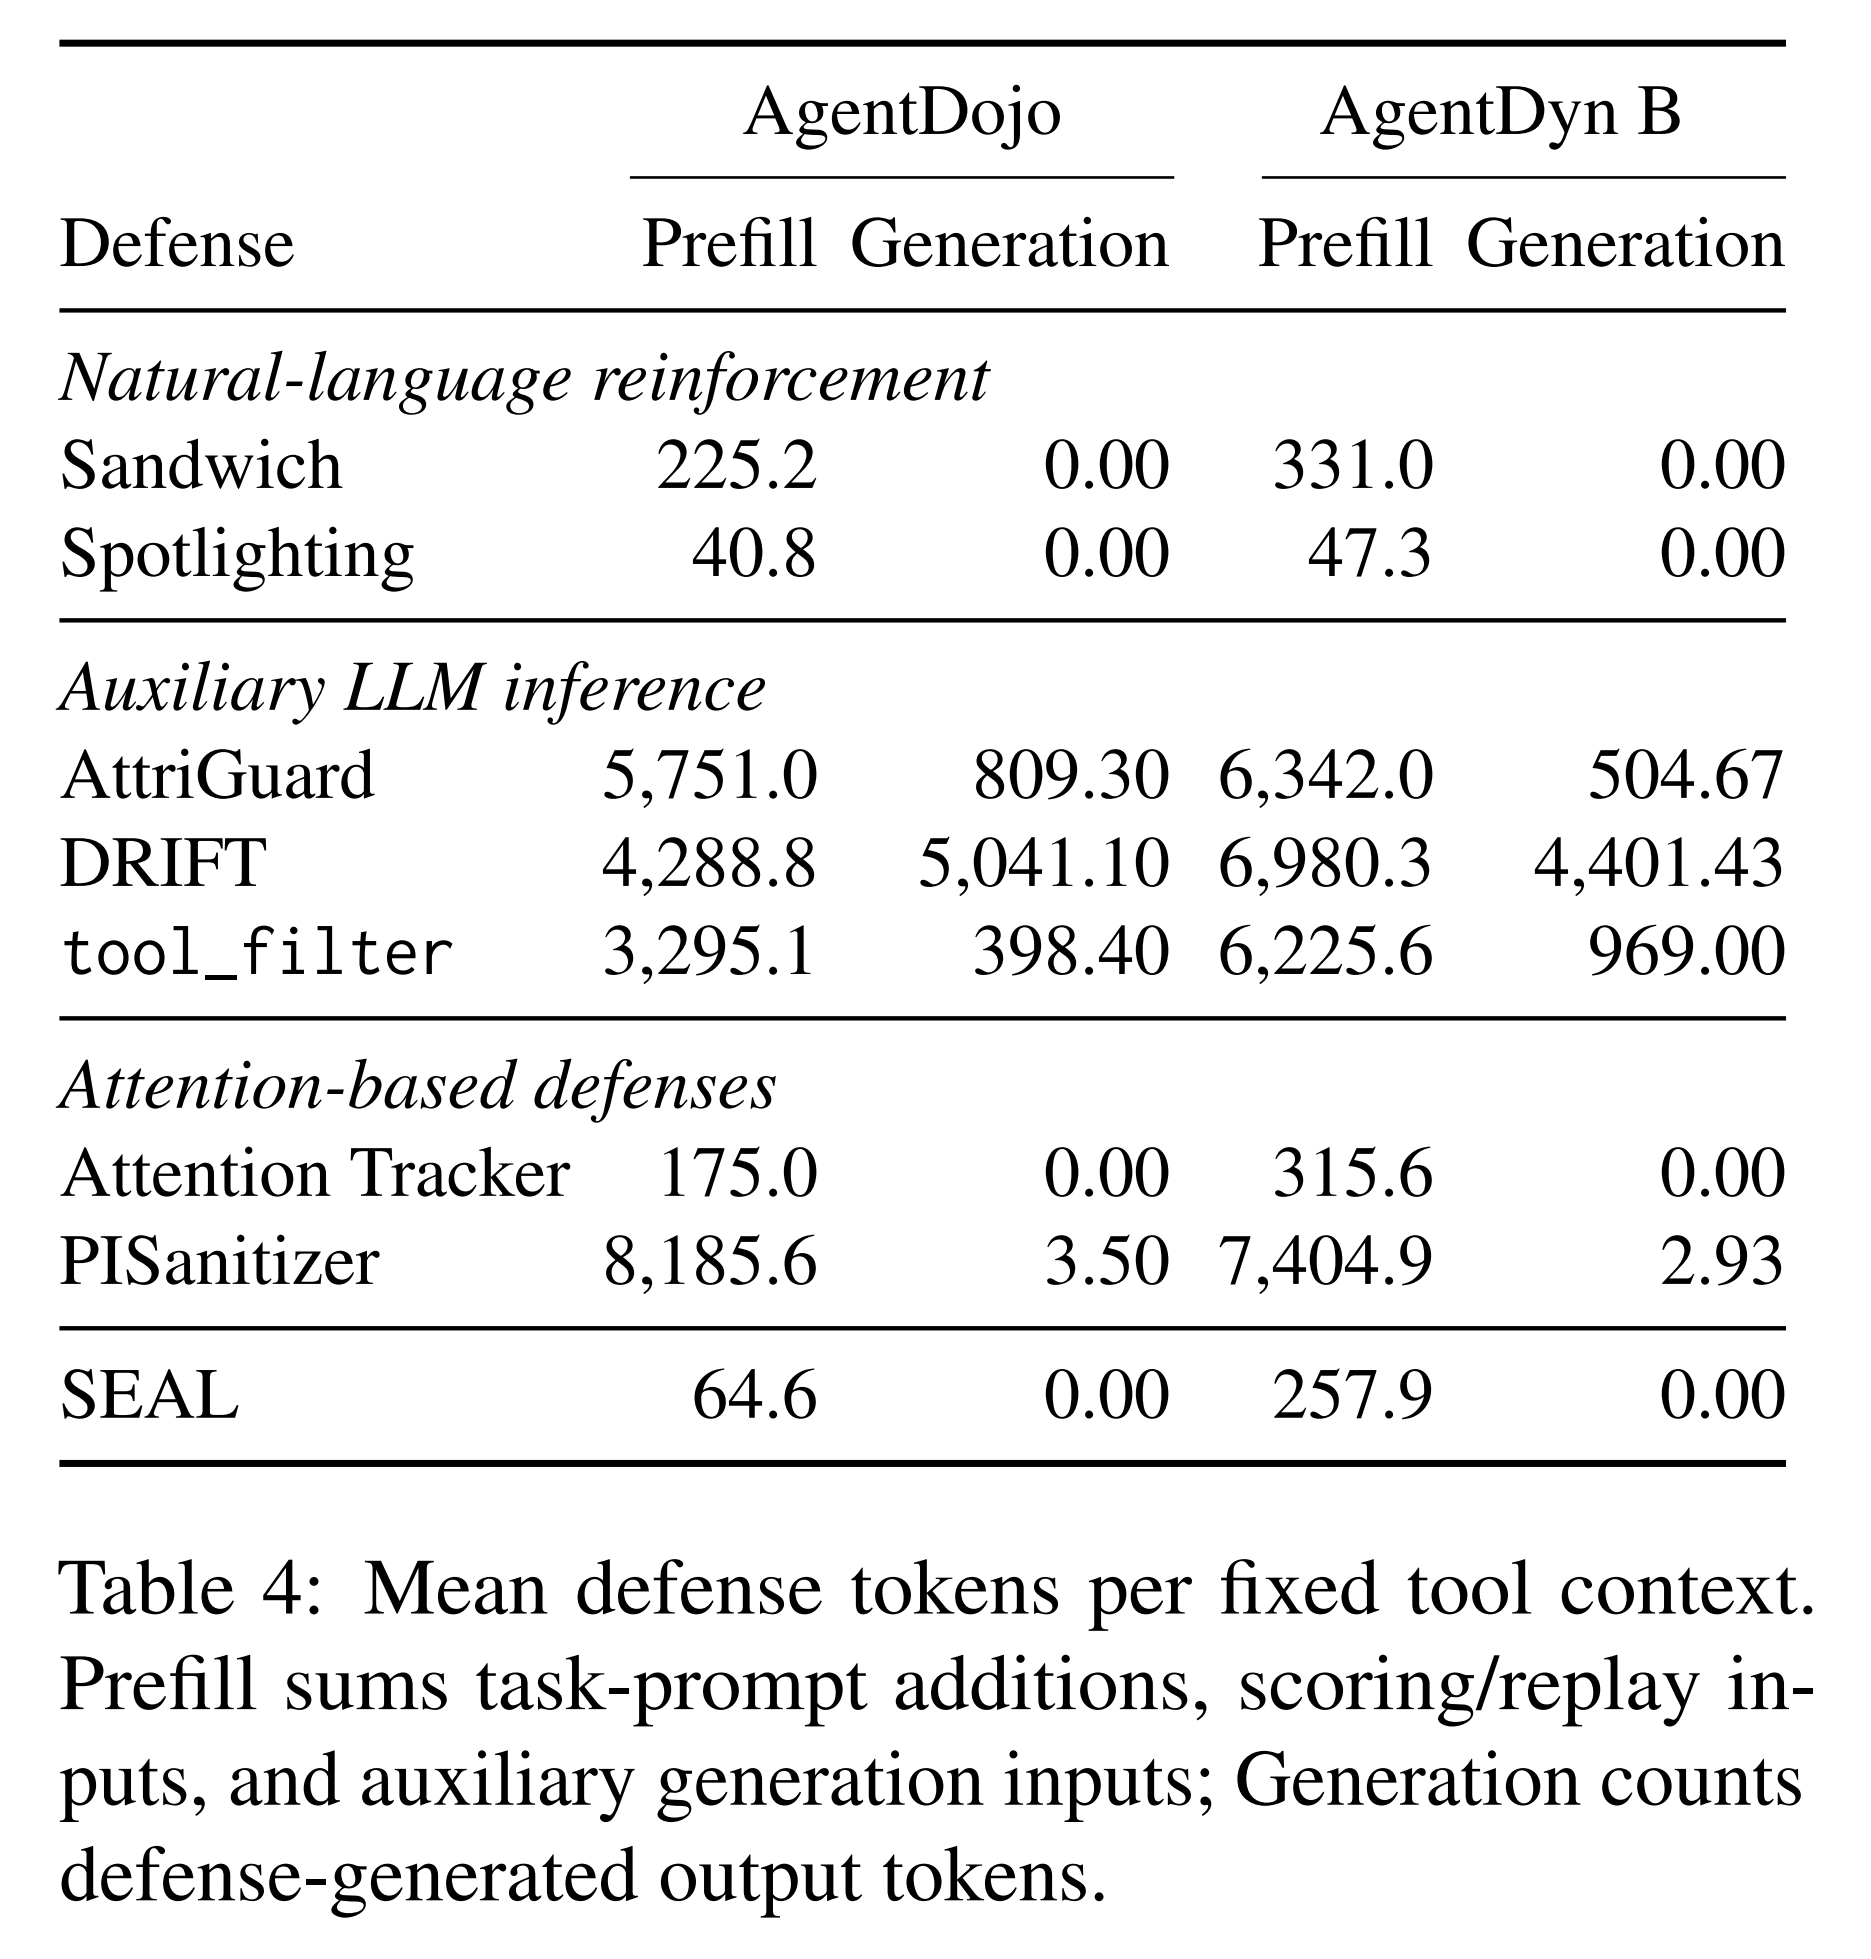 AgentDojo AgentDyn B
Defense Prefill Generation Prefill Generation
Natural-language reinforcement
Sandwich 225.2 0.00 331.0 0.00
Spotlighting 40.8 0.00 47.3 0.00
Auxiliary LLM inference
AttriGuard 5,751.0 809.30 6,342.0 504.67
DRIFT 4,288.8 5,041.10 6,980.3 4,401.43
tool_filter 3,295.1 398.40 6,225.6 969.00
Attention-based defenses
Attention Tracker 175.0 0.00 315.6 0.00
PISanitizer 8,185.6 3.50 7,404.9 2.93
SEAL 64.6 0.00 257.9 0.00
Table 4: Mean defense tokens per fixed tool context.
Prefill sums task-prompt additions, scoring/replay in-
puts, and auxiliary generation inputs; Generation counts
defense-generated output tokens.